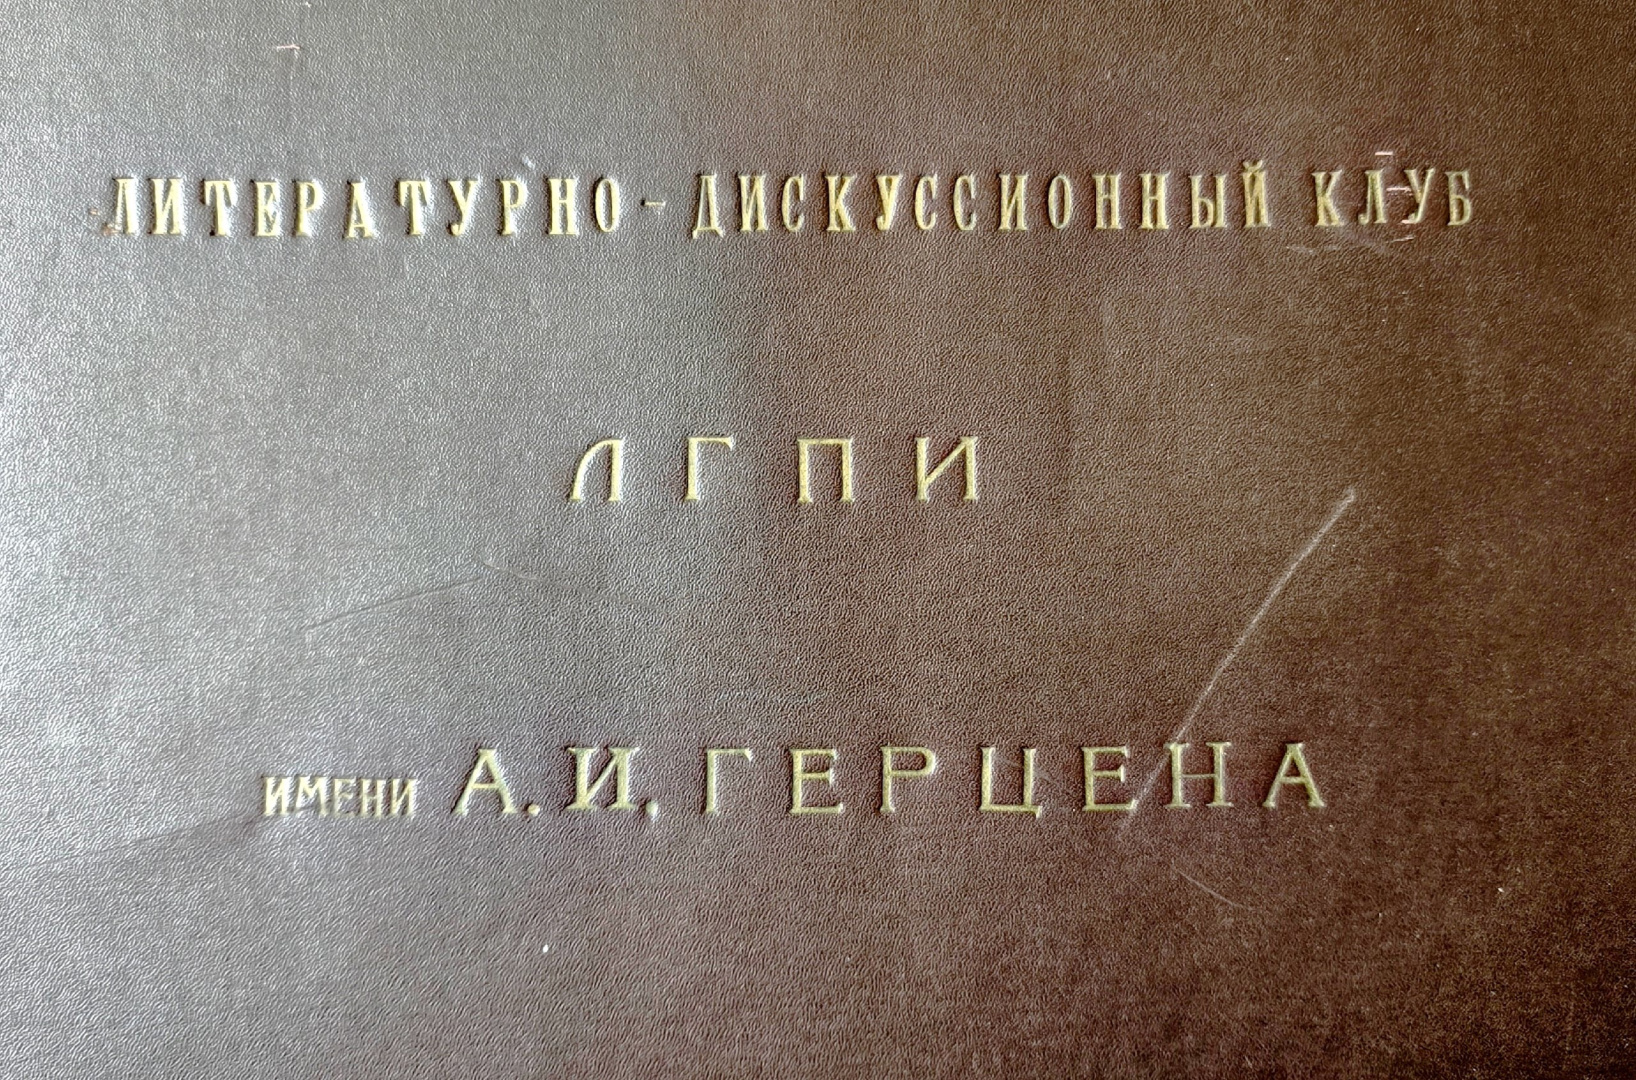 ЛИТЕРАТУРНО-ДИСКУССИОННЫЙ КЛУБ
ЛГПИ
ИМЕНИ А.И. ГЕРЦЕНА